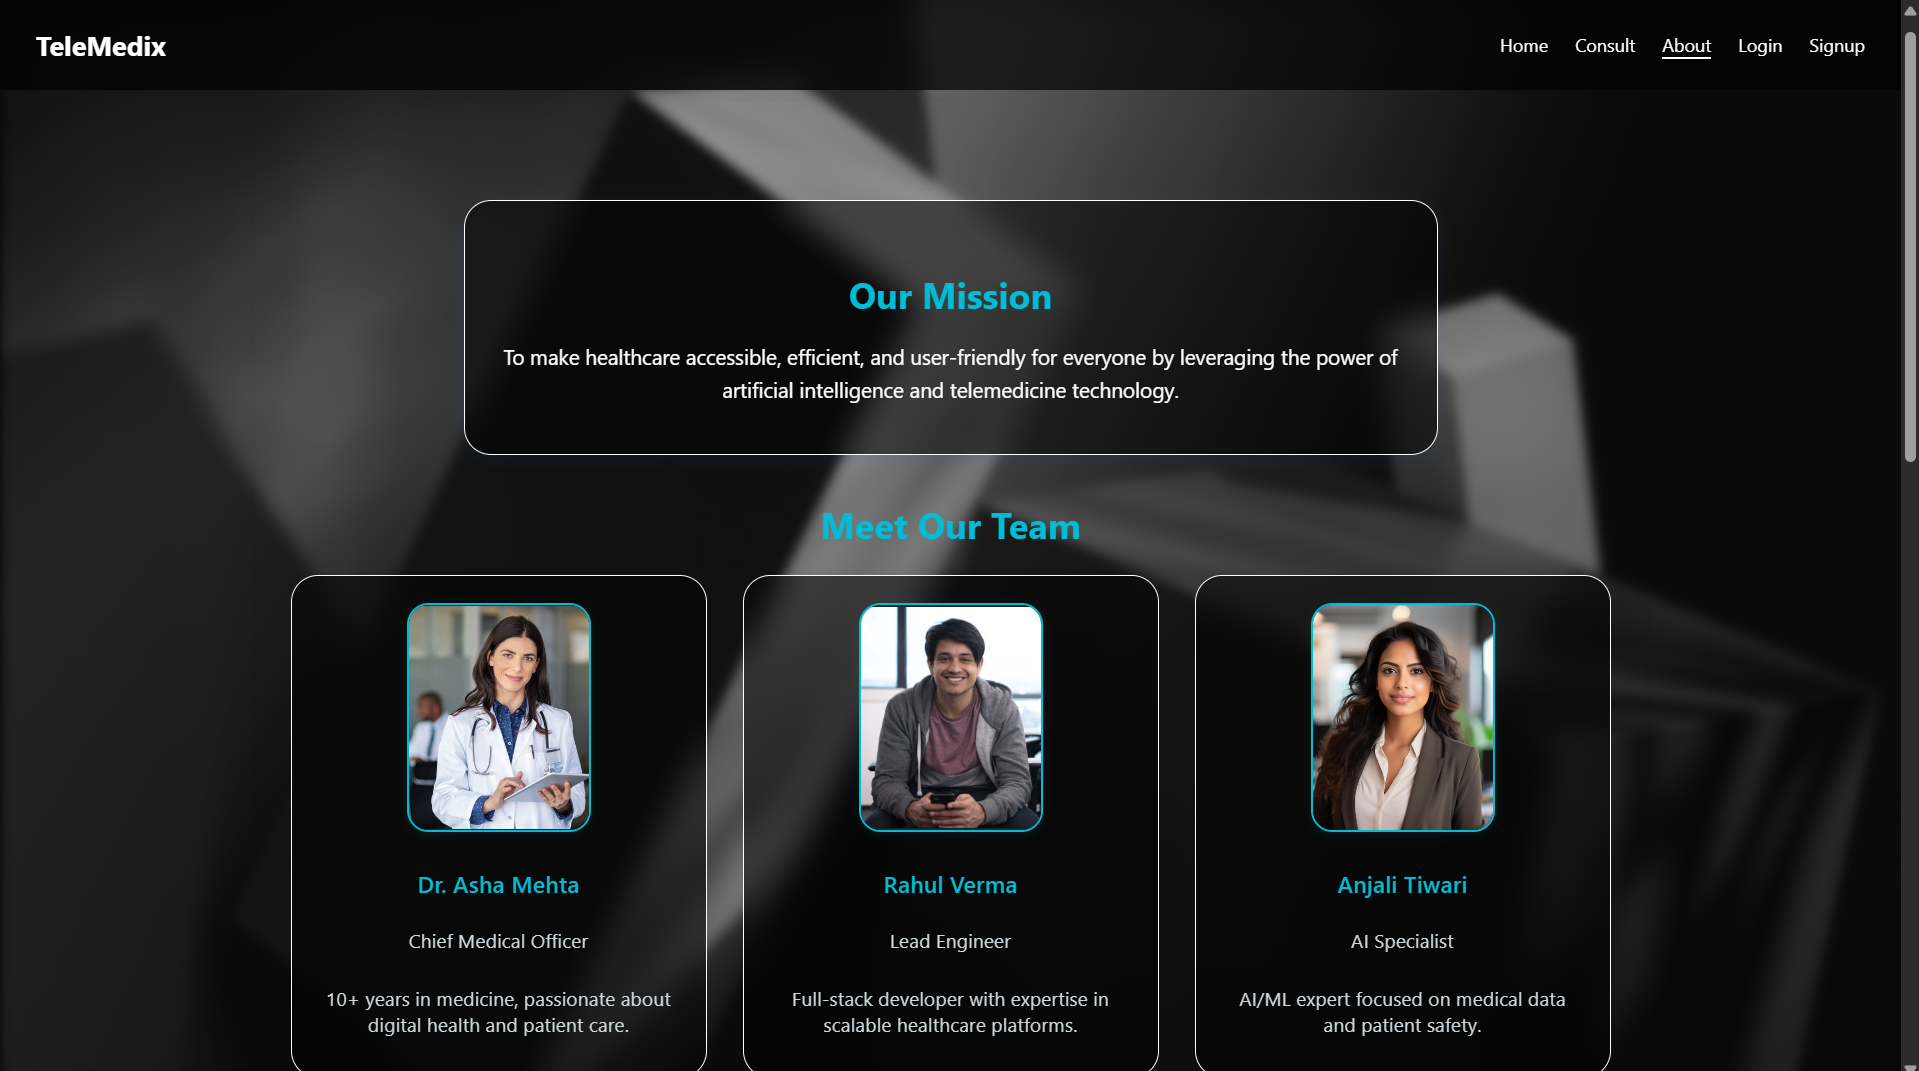 TeleMedix
Home Consult About Login Signup
Our Mission
To make healthcare accessible, efficient, and user-friendly for everyone by leveraging the power of
artificial intelligence and telemedicine technology.
Meet Our Team
Dr. Asha Mehta
Chief Medical Officer
10+ years in medicine, passionate about
digital health and patient care.
Rahul Verma
Lead Engineer
Full-stack developer with expertise in
scalable healthcare platforms.
Anjali Tiwari
AI Specialist
AI/ML expert focused on medical data
and patient safety.